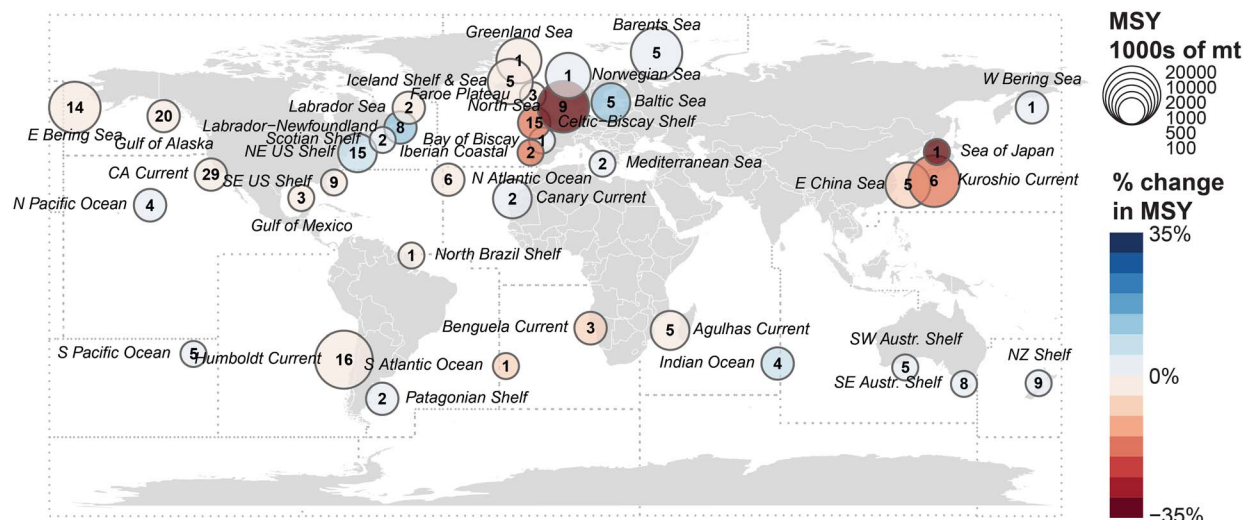 Barents Sea
Greenland Sea
5
1
Iceland Shelf & Sea
5
1
Norwegian Sea
W Bering Sea
Faroe Plateau
3
14
20
Labrador Sea
2
North Sea
9
5
Baltic Sea
1
E Bering Sea
Gulf of Alaska
Labrador−Newfoundland
8
15
Celtic−Biscay Shelf
Scotian Shelf
2
Bay of Biscay
1
NE US Shelf
15
Iberian Coastal
2
2
Mediterranean Sea
1
Sea of Japan
CA Current
29
SE US Shelf
9
6
N Atlantic Ocean
E China Sea
5
6
Kuroshio Current
N Pacific Ocean
4
3
2
Canary Current
Gulf of Mexico
1
North Brazil Shelf
Benguela Current
3
5
Agulhas Current
SW Austr. Shelf
S Pacific Ocean
5
Humboldt Current
16
S Atlantic Ocean
1
Indian Ocean
4
5
NZ Shelf
SE Austr. Shelf
8
9
2
Patagonian Shelf
MSY
1000s of mt
20000
10000
2000
1000
500
100
% change
in MSY
35%
0%
−35%